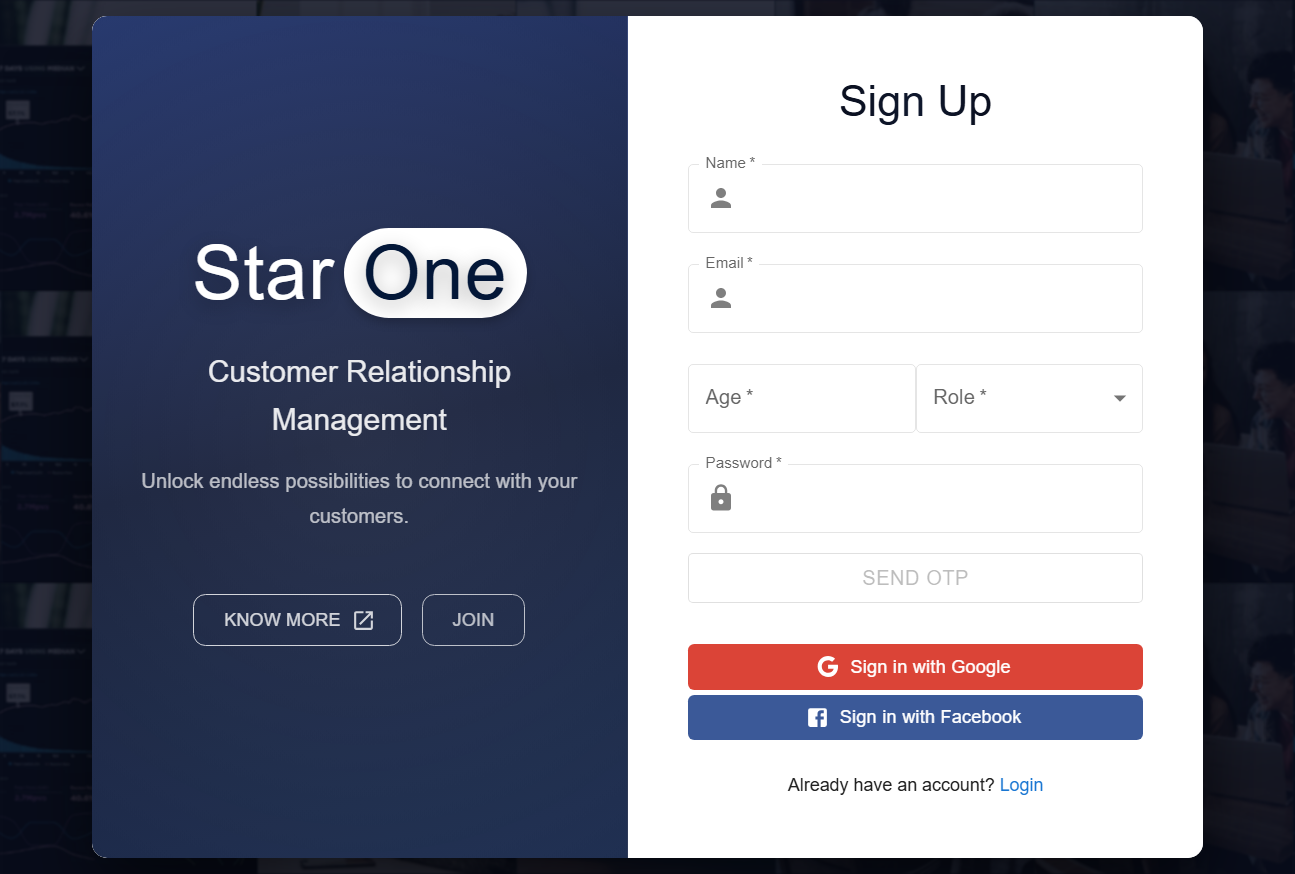 Star One
Customer Relationship
Management
Unlock endless possibilities to connect with your
customers.
KNOW MORE
JOIN
Sign Up
Name *
Email *
Age *
Role *
Password *
SEND OTP
Sign in with Google
Sign in with Facebook
Already have an account? Login